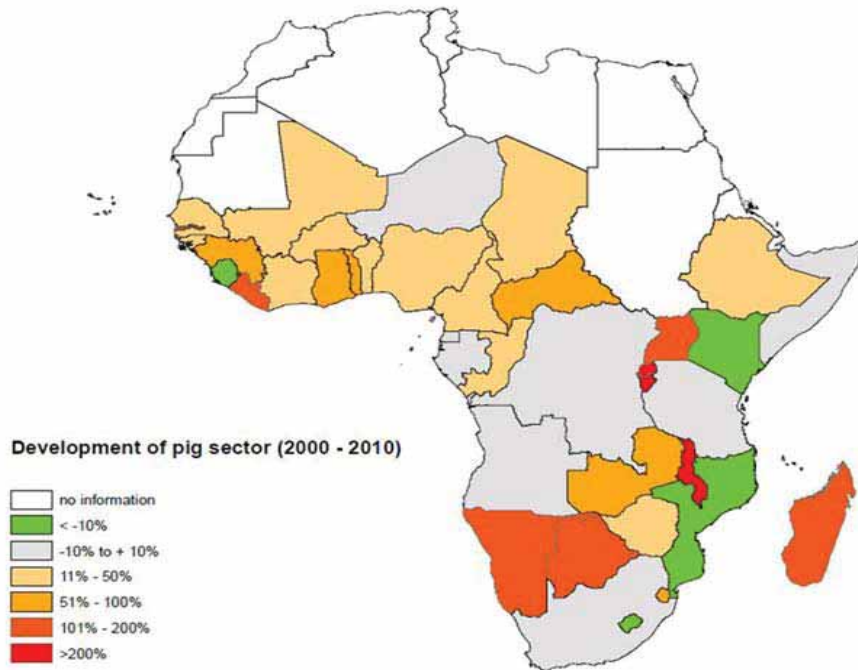 Development of pig sector (2000 - 2010)
no information
< -10%
-10% to + 10%
11% - 50%
51% - 100%
101% - 200%
>200%